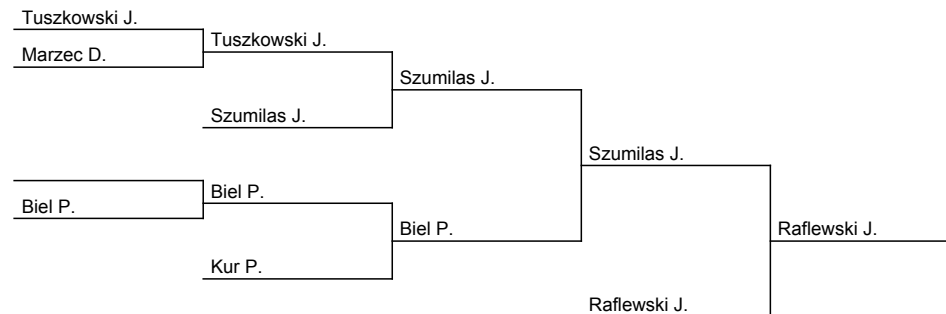 Tuszkowski J.
Marzec D.
Tuszkowski J.
Szumilas J.
Szumilas J.
Szumilas J.
Biel P.
Biel P.
Biel P.
Raflewski J.
Kur P.
Raflewski J.